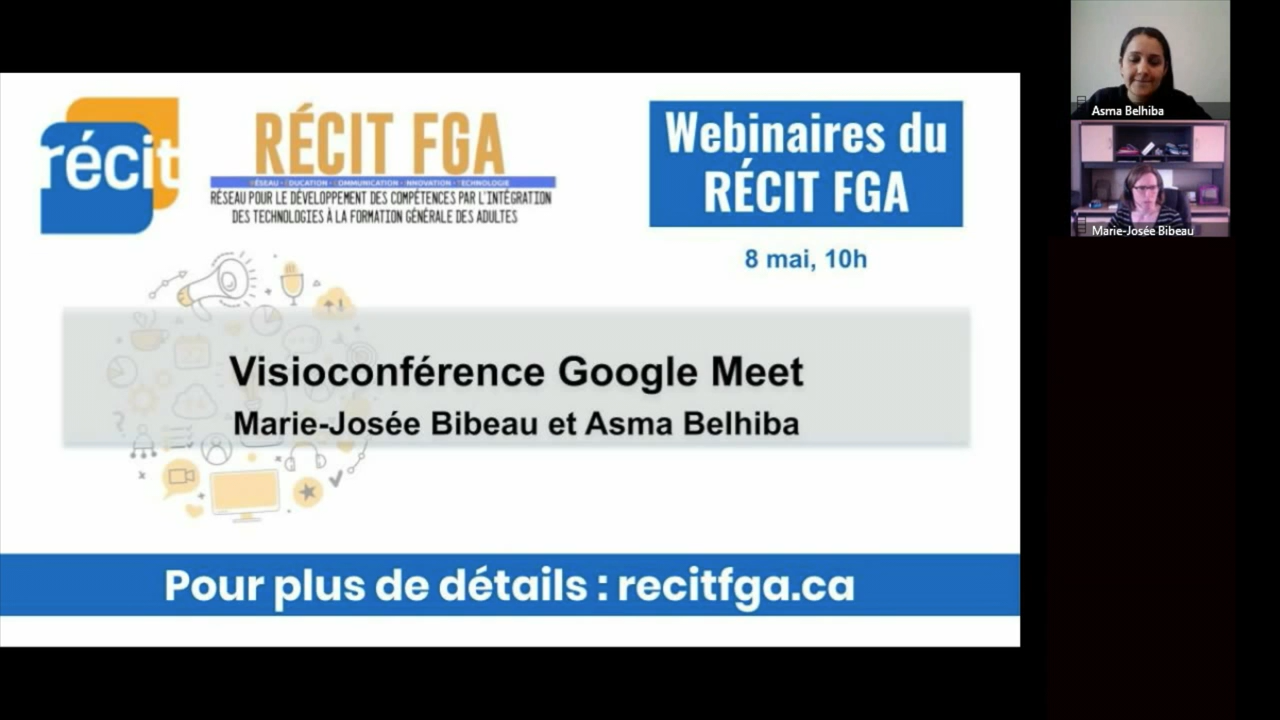 récit
RÉCIT FGA
RÉSEAU - ÉDUCATION - COMMUNICATION - INNOVATION - TECHNOLOGIE
RÉSEAU POUR LE DÉVELOPPEMENT DES COMPÉTENCES PAR L'INTÉGRATION
DES TECHNOLOGIES À LA FORMATION GÉNÉRALE DES ADULTES
Webinaires du
RÉCIT FGA
8 mai, 10h
Visioconférence Google Meet
Marie-Josée Bibeau et Asma Belhiba
Pour plus de détails : recitfga.ca
Asma Belhiba
Marie-Josée Bibeau